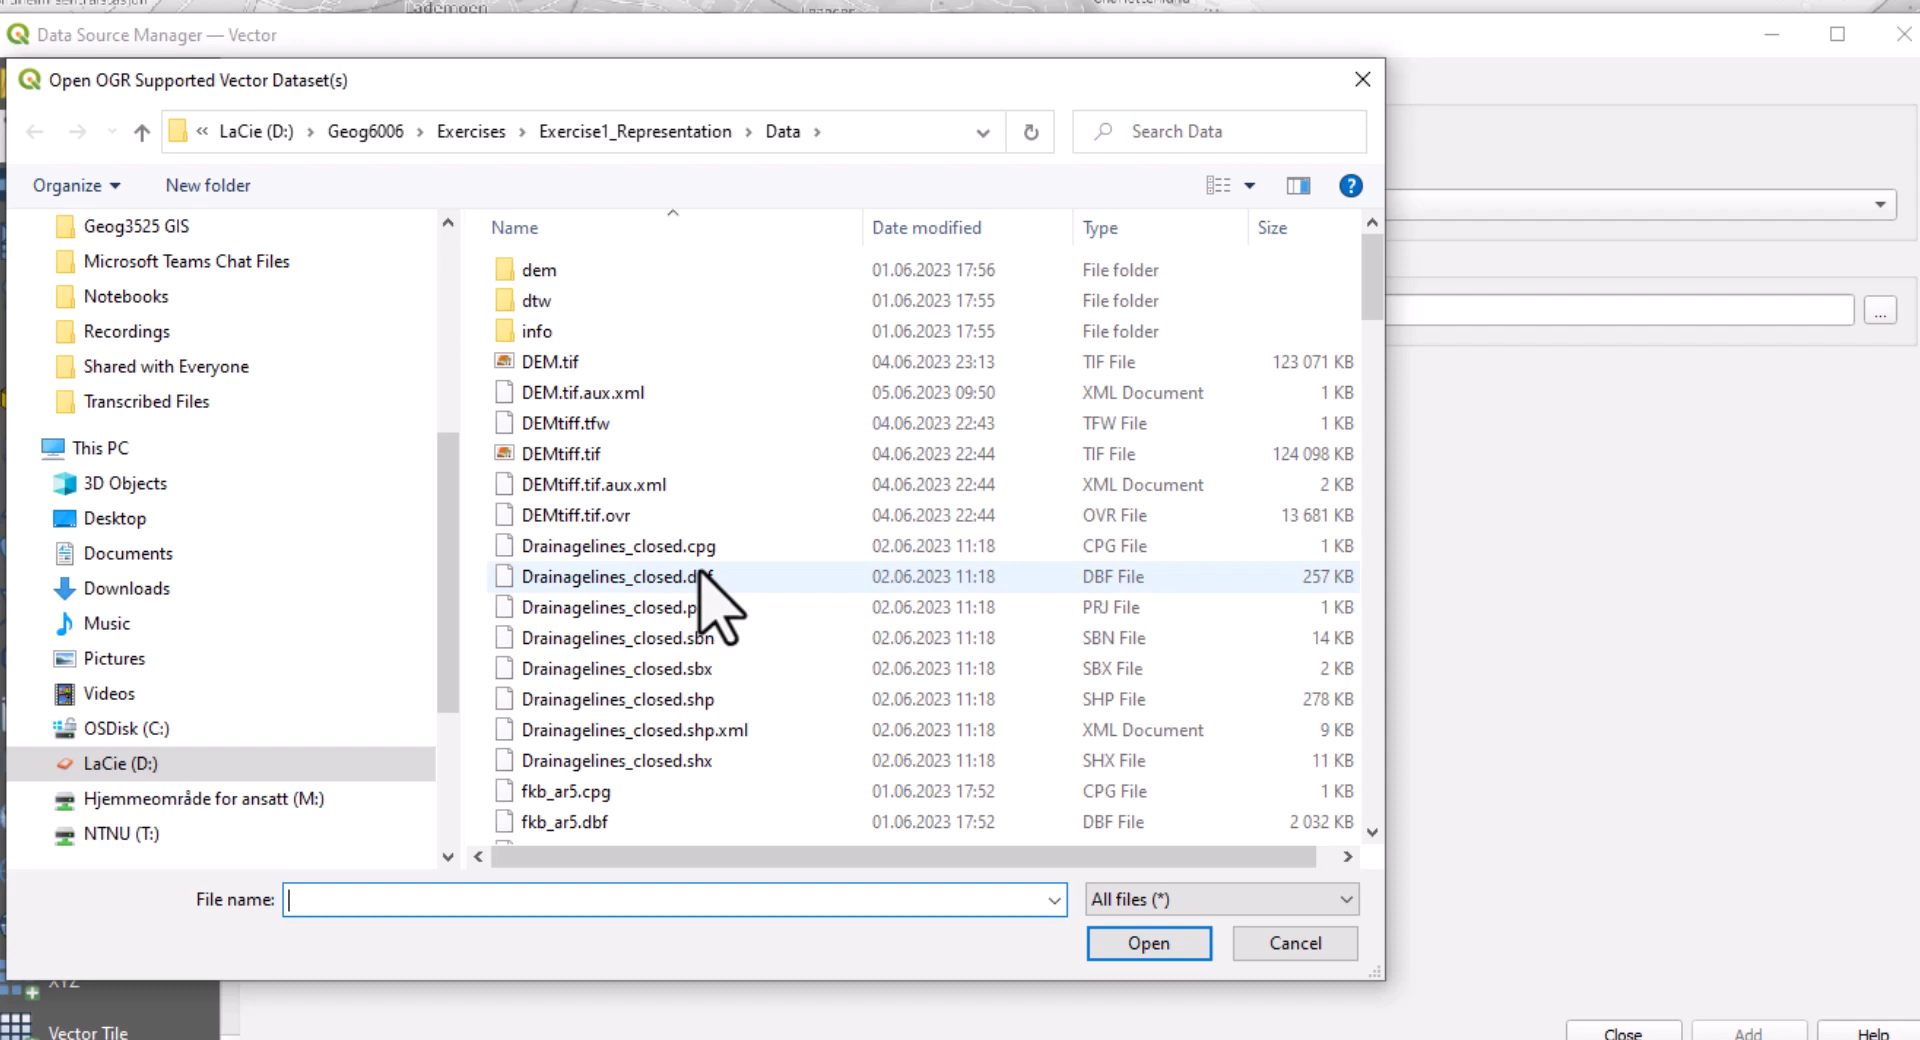 Lademoen
Data Source Manager — Vector
Open OGR Supported Vector Dataset(s)
« LaCie (D:) › Geog6006 › Exercises › Exercise1_Representation › Data ›
Search Data
Organize
New folder
Geog3525 GIS
Microsoft Teams Chat Files
Notebooks
Recordings
Shared with Everyone
Transcribed Files
This PC
3D Objects
Desktop
Documents
Downloads
Music
Pictures
Videos
OSDisk (C:)
LaCie (D:)
Hjemmeområde for ansatt (M:)
NTNU (T:)
Name Date modified Type Size
dem 01.06.2023 17:56 File folder
dtw 01.06.2023 17:55 File folder
info 01.06.2023 17:55 File folder
DEM.tif 04.06.2023 23:13 TIF File 123 071 KB
DEM.tif.aux.xml 05.06.2023 09:50 XML Document 1 KB
DEMtiff.tfw 04.06.2023 22:43 TFW File 1 KB
DEMtiff.tif 04.06.2023 22:44 TIF File 124 098 KB
DEMtiff.tif.aux.xml 04.06.2023 22:44 XML Document 2 KB
DEMtiff.tif.ovr 04.06.2023 22:44 OVR File 13 681 KB
Drainagelines_closed.cpg 02.06.2023 11:18 CPG File 1 KB
Drainagelines_closed.dbf 02.06.2023 11:18 DBF File 257 KB
Drainagelines_closed.p 02.06.2023 11:18 PRJ File 1 KB
Drainagelines_closed.sbn 02.06.2023 11:18 SBN File 14 KB
Drainagelines_closed.sbx 02.06.2023 11:18 SBX File 2 KB
Drainagelines_closed.shp 02.06.2023 11:18 SHP File 278 KB
Drainagelines_closed.shp.xml 02.06.2023 11:18 XML Document 9 KB
Drainagelines_closed.shx 02.06.2023 11:18 SHX File 11 KB
fkb_ar5.cpg 01.06.2023 17:52 CPG File 1 KB
fkb_ar5.dbf 01.06.2023 17:52 DBF File 2 032 KB
File name:
All files (*)
Open
Cancel
...
XYZ
Vector Tile
Close
Add
Help